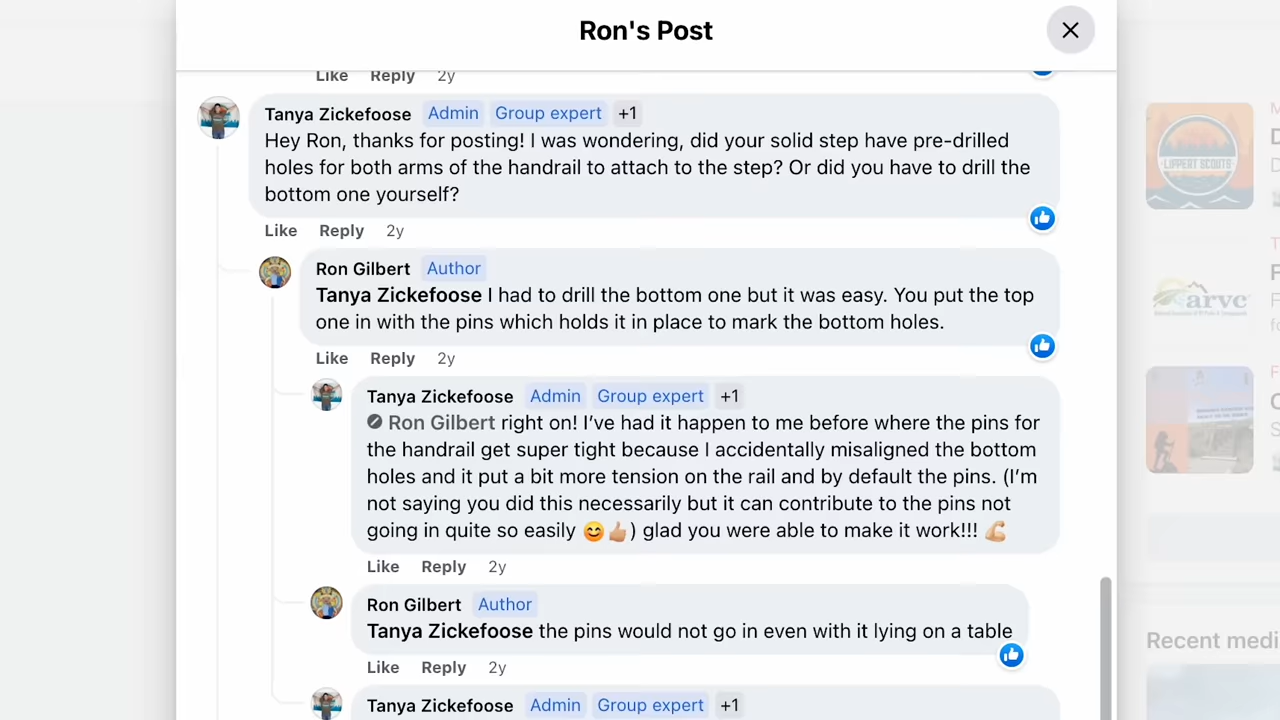 Ron's Post
Like Reply 2y
Tanya Zickefoose Admin Group expert +1
Hey Ron, thanks for posting! I was wondering, did your solid step have pre-drilled
holes for both arms of the handrail to attach to the step? Or did you have to drill the
bottom one yourself?
Like Reply 2y
Ron Gilbert Author
Tanya Zickefoose I had to drill the bottom one but it was easy. You put the top
one in with the pins which holds it in place to mark the bottom holes.
Like Reply 2y
Tanya Zickefoose Admin Group expert +1
Ron Gilbert right on! I've had it happen to me before where the pins for
the handrail get super tight because I accidentally misaligned the bottom
holes and it put a bit more tension on the rail and by default the pins. (I'm
not saying you did this necessarily but it can contribute to the pins not
going in quite so easily 😊👍🏼) glad you were able to make it work!!! 💪🏼
Like Reply 2y
Ron Gilbert Author
Tanya Zickefoose the pins would not go in even with it lying on a table
Like Reply 2y
Tanya Zickefoose Admin Group expert +1
LIPPERT SCOUTS
arvc
Recent medi